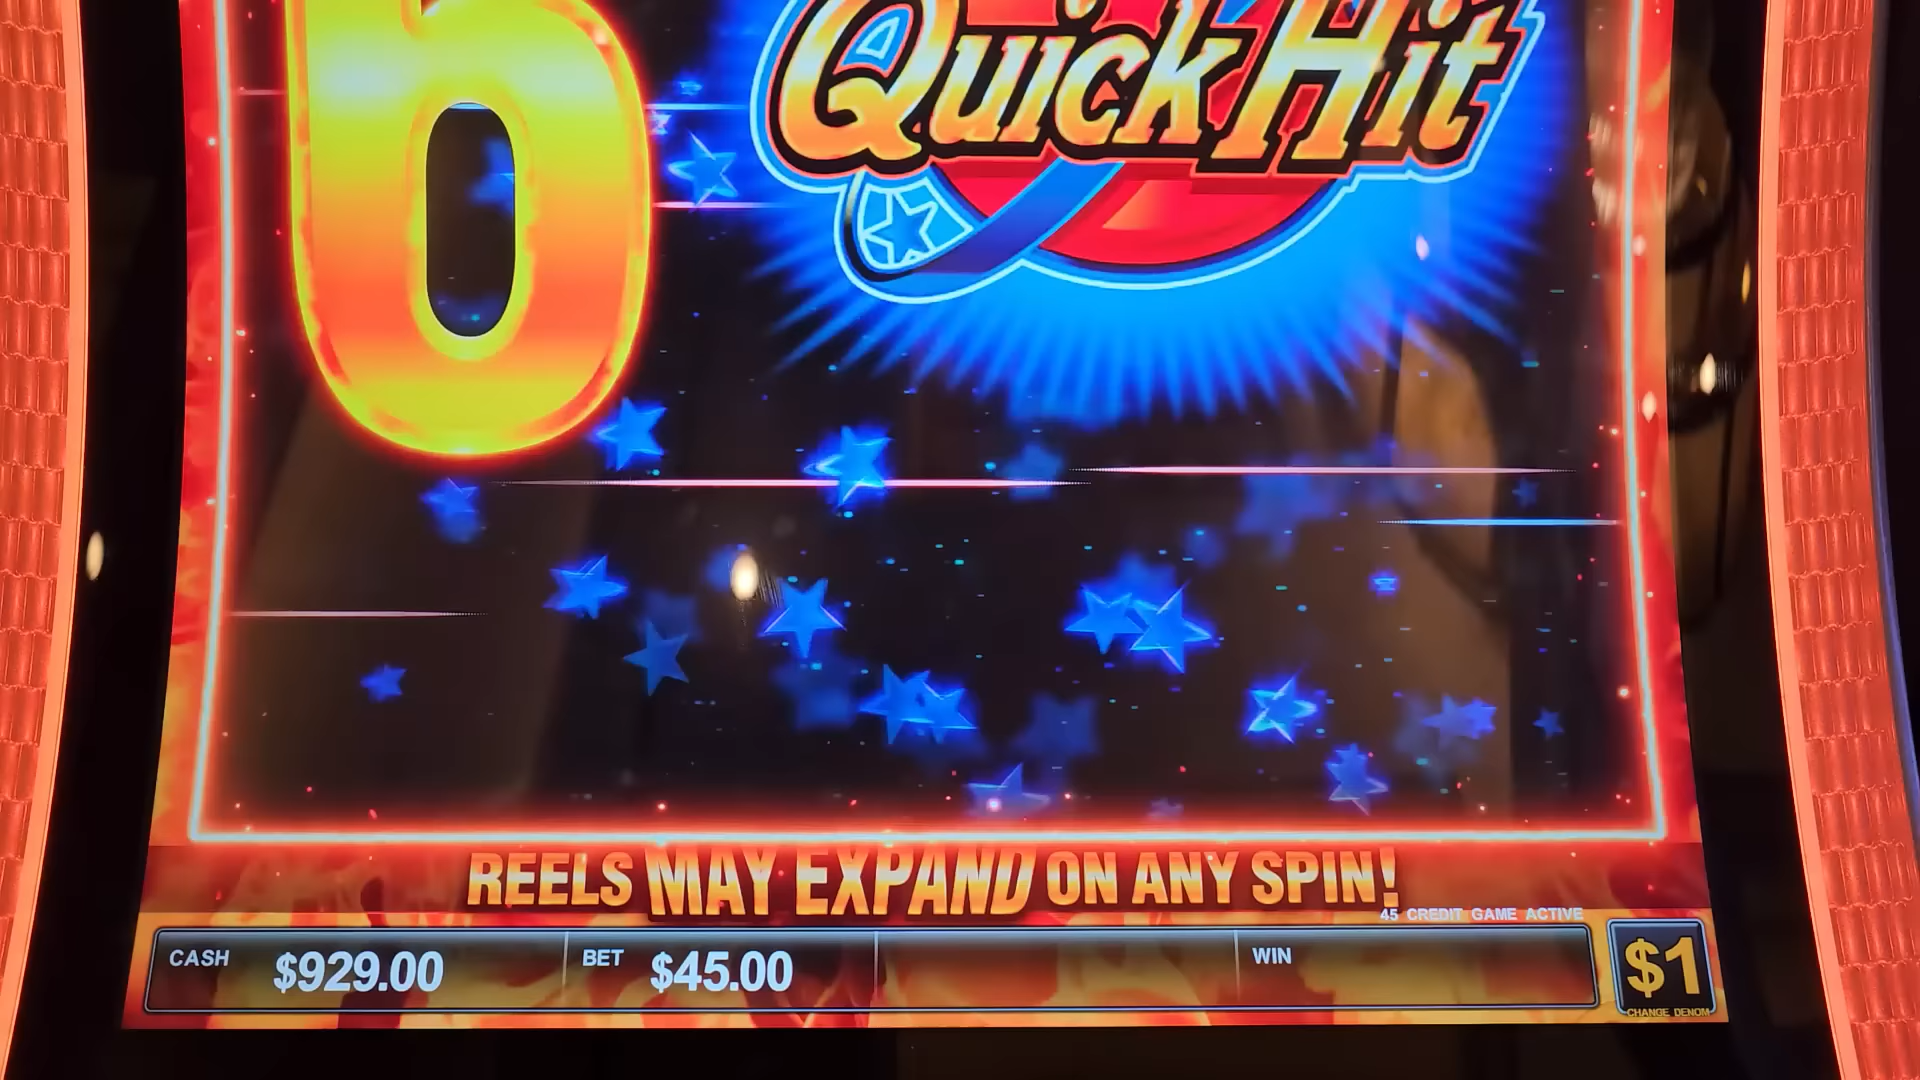 6
Quick Hit
REELS MAY EXPAND ON ANY SPIN!
45 CREDIT GAME ACTIVE
CASH $929.00 BET $45.00 WIN
$1
CHANGE DENOM